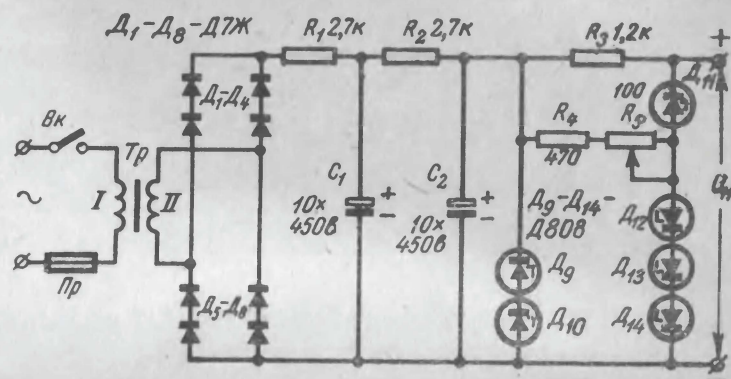 Д₁-Д₈-Д7Ж
R₁ 2,7к
R₂ 2,7к
R₃ 1,2к
+
Д₁₁
100
R₅
Д₁-Д₄
Вк
Тр
R₄
470
~
I
II
C₁
+
-
10×
450в
C₂
+
-
10×
450в
Д₉-Д₁₄-
Д808
Д₁₂
Д₉
Д₁₃
Пр
Д₅-Д₈
Д₁₀
Д₁₄